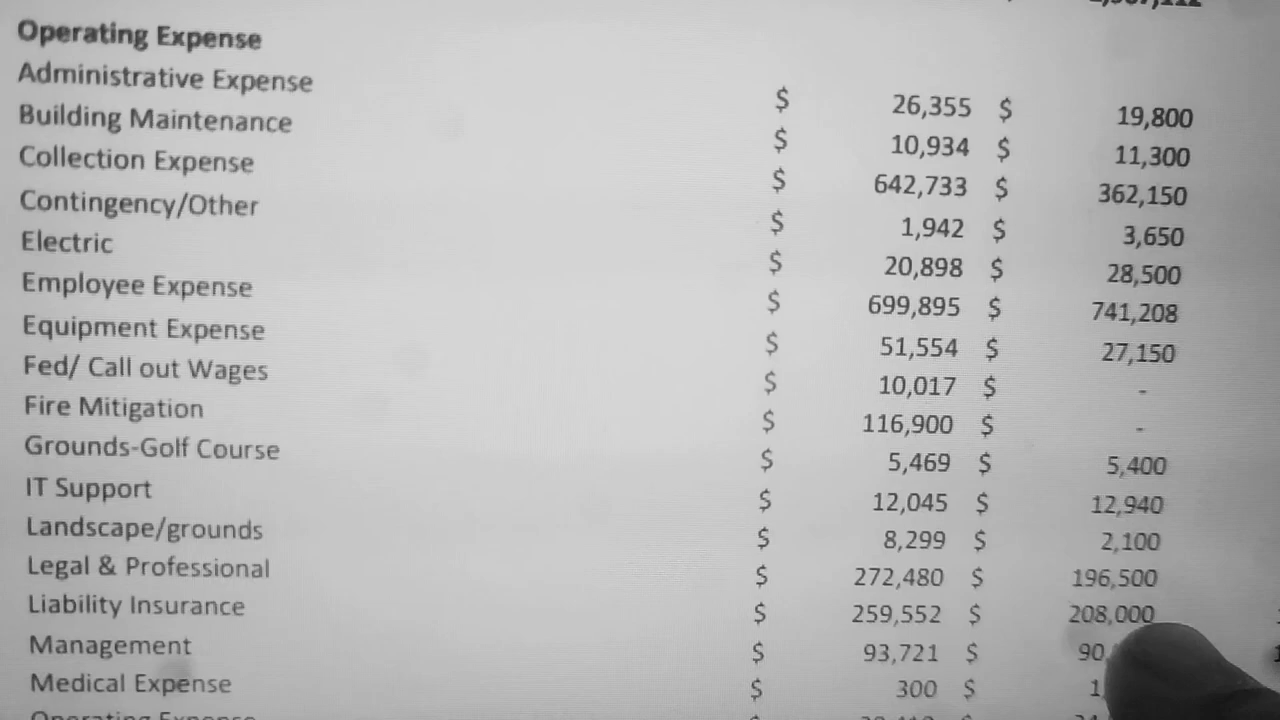 Operating Expense
Administrative Expense $ 26,355 $ 19,800
Building Maintenance $ 10,934 $ 11,300
Collection Expense $ 642,733 $ 362,150
Contingency/Other $ 1,942 $ 3,650
Electric $ 20,898 $ 28,500
Employee Expense $ 699,895 $ 741,208
Equipment Expense $ 51,554 $ 27,150
Fed/ Call out Wages $ 10,017 $ -
Fire Mitigation $ 116,900 $ -
Grounds-Golf Course $ 5,469 $ 5,400
IT Support $ 12,045 $ 12,940
Landscape/grounds $ 8,299 $ 2,100
Legal & Professional $ 272,480 $ 196,500
Liability Insurance $ 259,552 $ 208,000
Management $ 93,721 $
Medical Expense $ 300 $
Operating Expense $